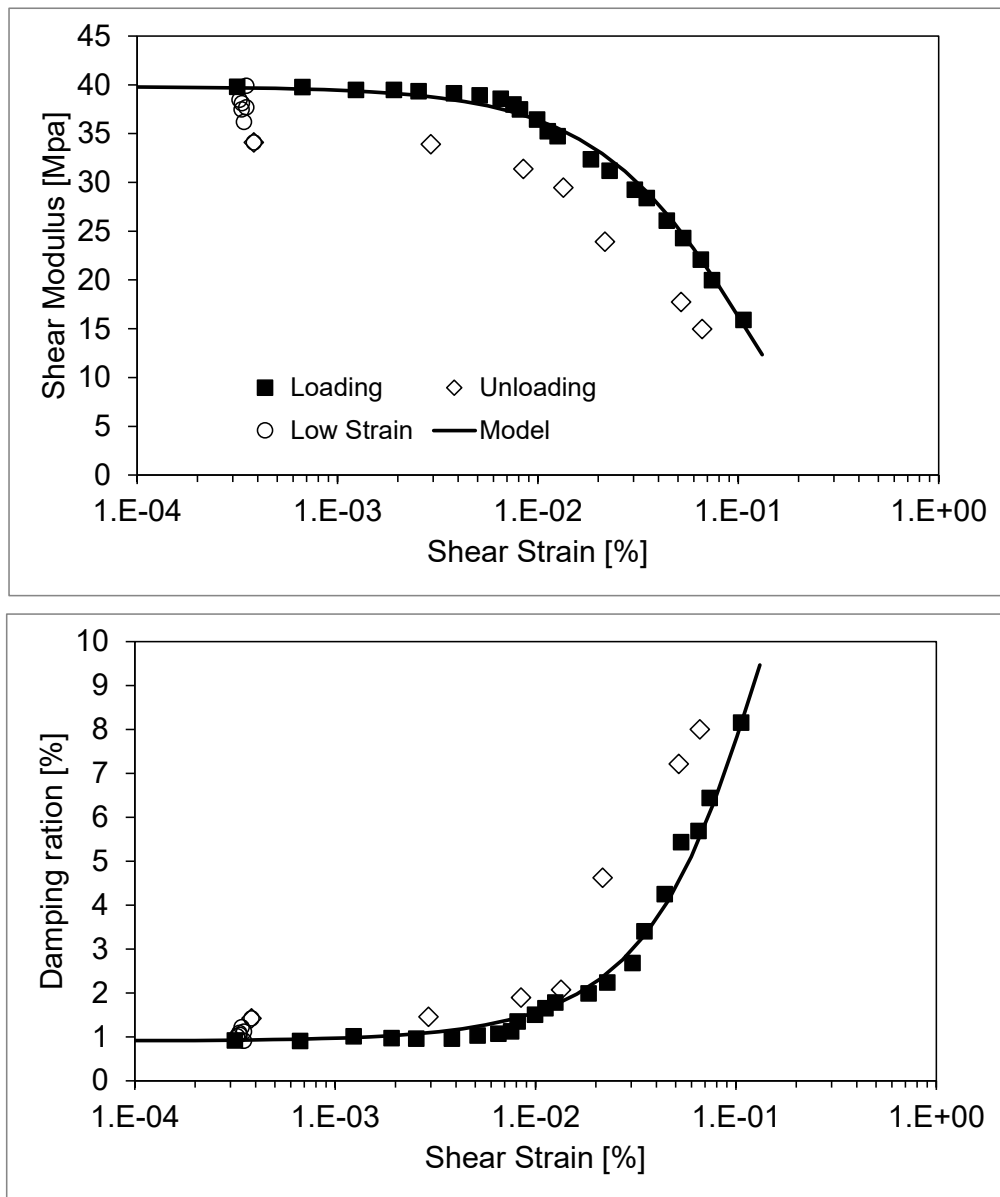 45
40
35
30
25
20
15
10
5
0
Shear Modulus [Mpa]
Loading
Unloading
Low Strain
Model
1.E-04
1.E-03
1.E-02
1.E-01
1.E+00
Shear Strain [%]
10
9
8
7
6
5
4
3
2
1
0
Damping ration [%]
1.E-04
1.E-03
1.E-02
1.E-01
1.E+00
Shear Strain [%]